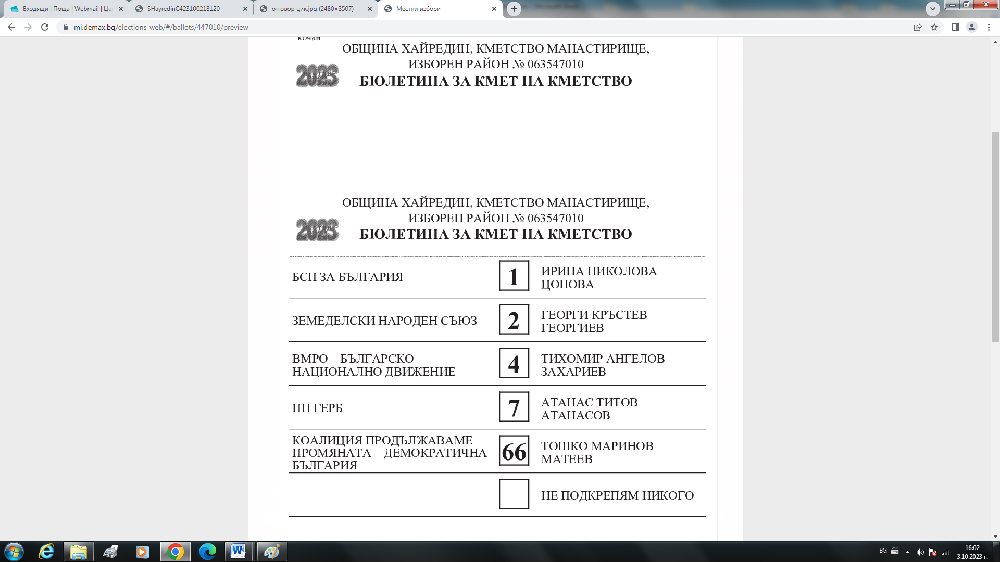 Входящи | Поща | Webmail | Це
SHayredinC423100218120
отговор цик.jpg (2480×3507)
Местни избори
mi.demax.bg/elections-web/#/ballots/447010/preview
кочан
ОБЩИНА ХАЙРЕДИН, КМЕТСТВО МАНАСТИРИЩЕ,
ИЗБОРЕН РАЙОН № 063547010
2023
МЕСТНИ
ИЗБОРИ
БЮЛЕТИНА ЗА КМЕТ НА КМЕТСТВО
ОБЩИНА ХАЙРЕДИН, КМЕТСТВО МАНАСТИРИЩЕ,
ИЗБОРЕН РАЙОН № 063547010
2023
МЕСТНИ
ИЗБОРИ
БЮЛЕТИНА ЗА КМЕТ НА КМЕТСТВО
БСП ЗА БЪЛГАРИЯ
1
ИРИНА НИКОЛОВА
ЦОНОВА
ЗЕМЕДЕЛСКИ НАРОДЕН СЪЮЗ
2
ГЕОРГИ КРЪСТЕВ
ГЕОРГИЕВ
ВМРО – БЪЛГАРСКО
НАЦИОНАЛНО ДВИЖЕНИЕ
4
ТИХОМИР АНГЕЛОВ
ЗАХАРИЕВ
ПП ГЕРБ
7
АТАНАС ТИТОВ
АТАНАСОВ
КОАЛИЦИЯ ПРОДЪЛЖАВАМЕ
ПРОМЯНАТА – ДЕМОКРАТИЧНА
БЪЛГАРИЯ
66
ТОШКО МАРИНОВ
МАТЕЕВ
НЕ ПОДКРЕПЯМ НИКОГО
BG
16:02
3.10.2023 г.